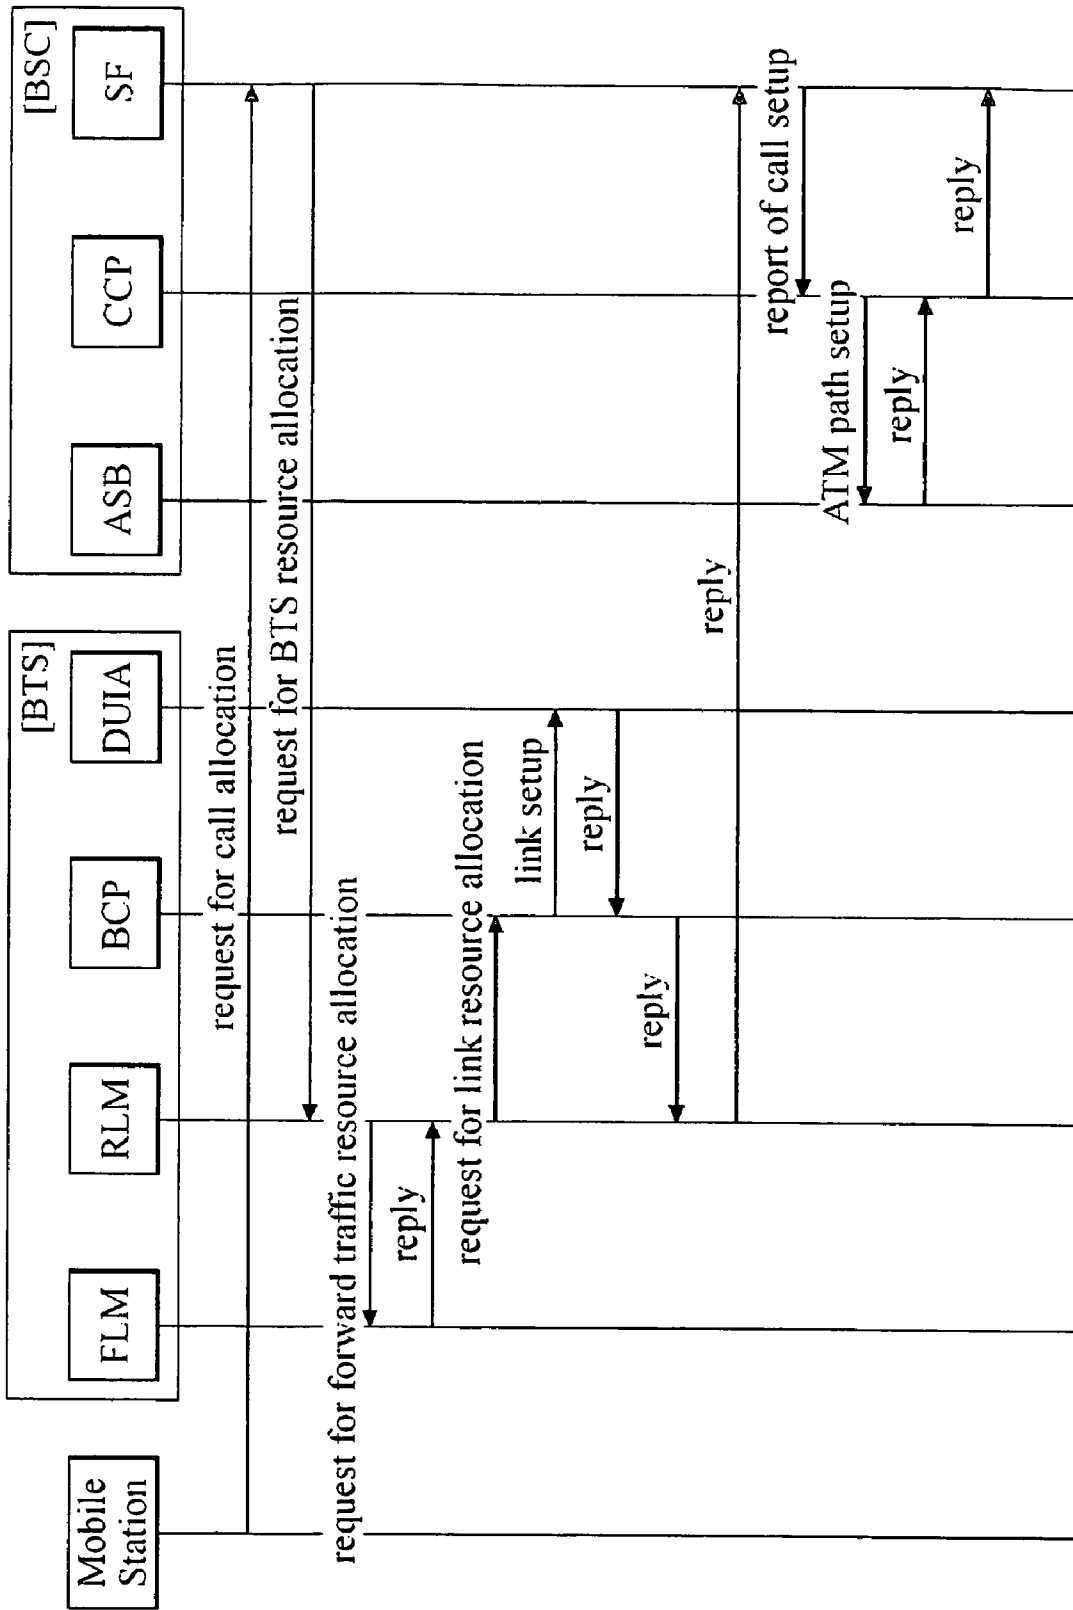 Mobile
Station
[BTS]
FLM
RLM
BCP
DUIA
[BSC]
ASB
CCP
SF
request for call allocation
request for BTS resource allocation
request for forward traffic resource allocation
reply
request for link resource allocation
link setup
reply
reply
reply
report of call setup
ATM path setup
reply
reply